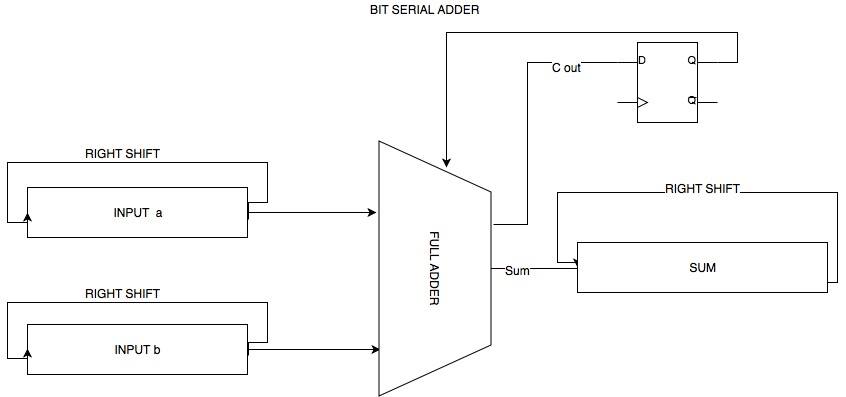 BIT SERIAL ADDER
D
Q
C out
Q
RIGHT SHIFT
INPUT a
RIGHT SHIFT
SUM
Sum
FULL ADDER
RIGHT SHIFT
INPUT b